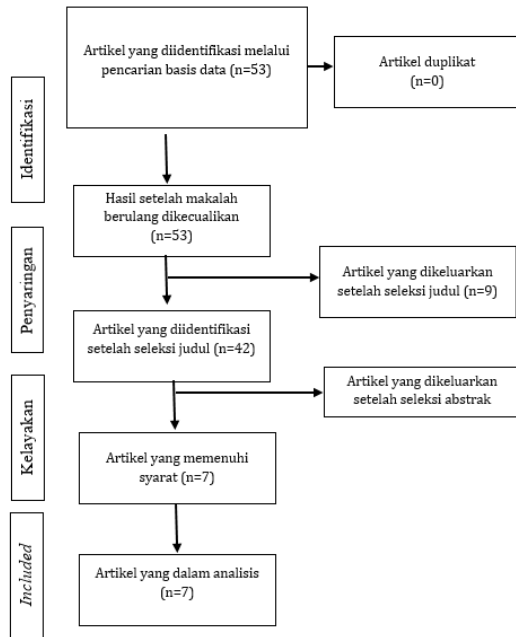 Artikel yang diidentifikasi melalui
pencarian basis data (n=53)
Artikel duplikat
(n=0)
Identifikasi
Hasil setelah makalah
berulang dikecualikan
(n=53)
Penyaringan
Artikel yang dikeluarkan
setelah seleksi judul (n=9)
Artikel yang diidentifikasi
setelah seleksi judul (n=42)
Kelayakan
Artikel yang dikeluarkan
setelah seleksi abstrak
Artikel yang memenuhi
syarat (n=7)
Included
Artikel yang dalam analisis
(n=7)